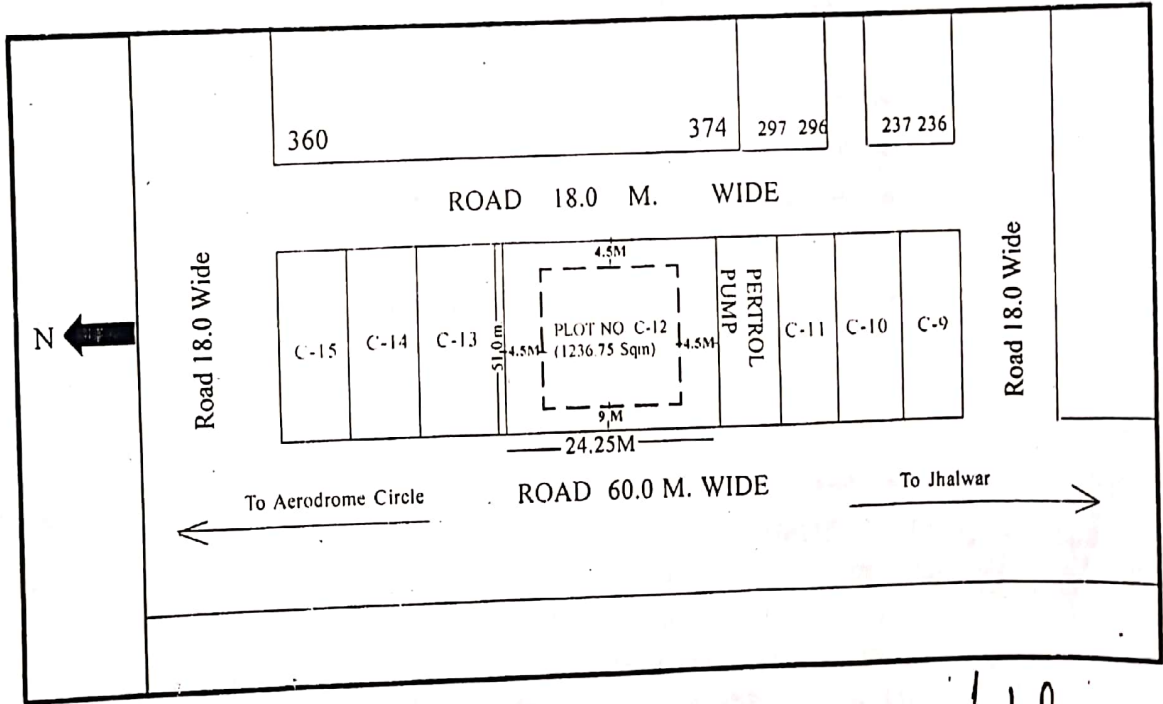 360
374
297 296
237 236
ROAD 18.0 M. WIDE
Road 18.0 Wide
Road 18.0 Wide
N
C-15
C-14
C-13
51.0m
4.5M
4.5M
PLOT NO C-12
(1236.75 Sqm)
4.5M
9 M
PERTROL
PUMP
C-11
C-10
C-9
24.25M
To Aerodrome Circle
ROAD 60.0 M. WIDE
To Jhalwar